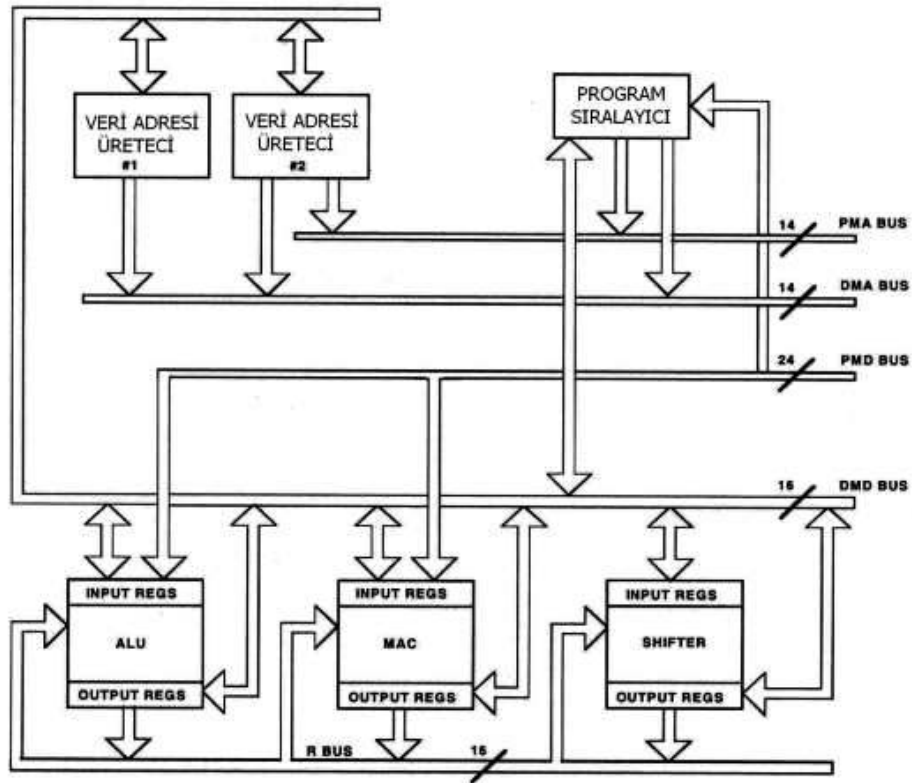 VERİ ADRESİ
ÜRETECİ
#1
VERİ ADRESİ
ÜRETECİ
#2
PROGRAM
SIRALAYICI
14 PMA BUS
14 DMA BUS
24 PMD BUS
16 DMD BUS
INPUT REGS
ALU
OUTPUT REGS
INPUT REGS
MAC
OUTPUT REGS
INPUT REGS
SHIFTER
OUTPUT REGS
R BUS 16